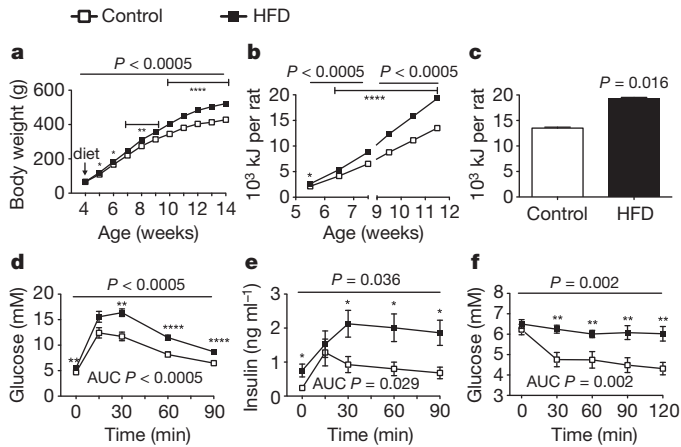 Control HFD
a b c
P < 0.0005
****
**
*
*
diet
Body weight (g)
600
400
200
0
4 6 8 10 12 14
Age (weeks)
P < 0.0005 P < 0.0005
****
*
10³ kJ per rat
20
15
10
5
0
5 6 7 8 9 10 11 12
Age (weeks)
P = 0.016
10³ kJ per rat
20
15
10
5
0
Control HFD
d e f
P < 0.0005
** ** **** ****
AUC P < 0.0005
Glucose (mM)
20
15
10
5
0
0 30 60 90
Time (min)
P = 0.036
* * * *
AUC P = 0.029
Insulin (ng ml⁻¹)
3
2
1
0
0 30 60 90
Time (min)
P = 0.002
** ** ** **
AUC P = 0.002
Glucose (mM)
8
7
6
5
4
3
0 30 60 90 120
Time (min)